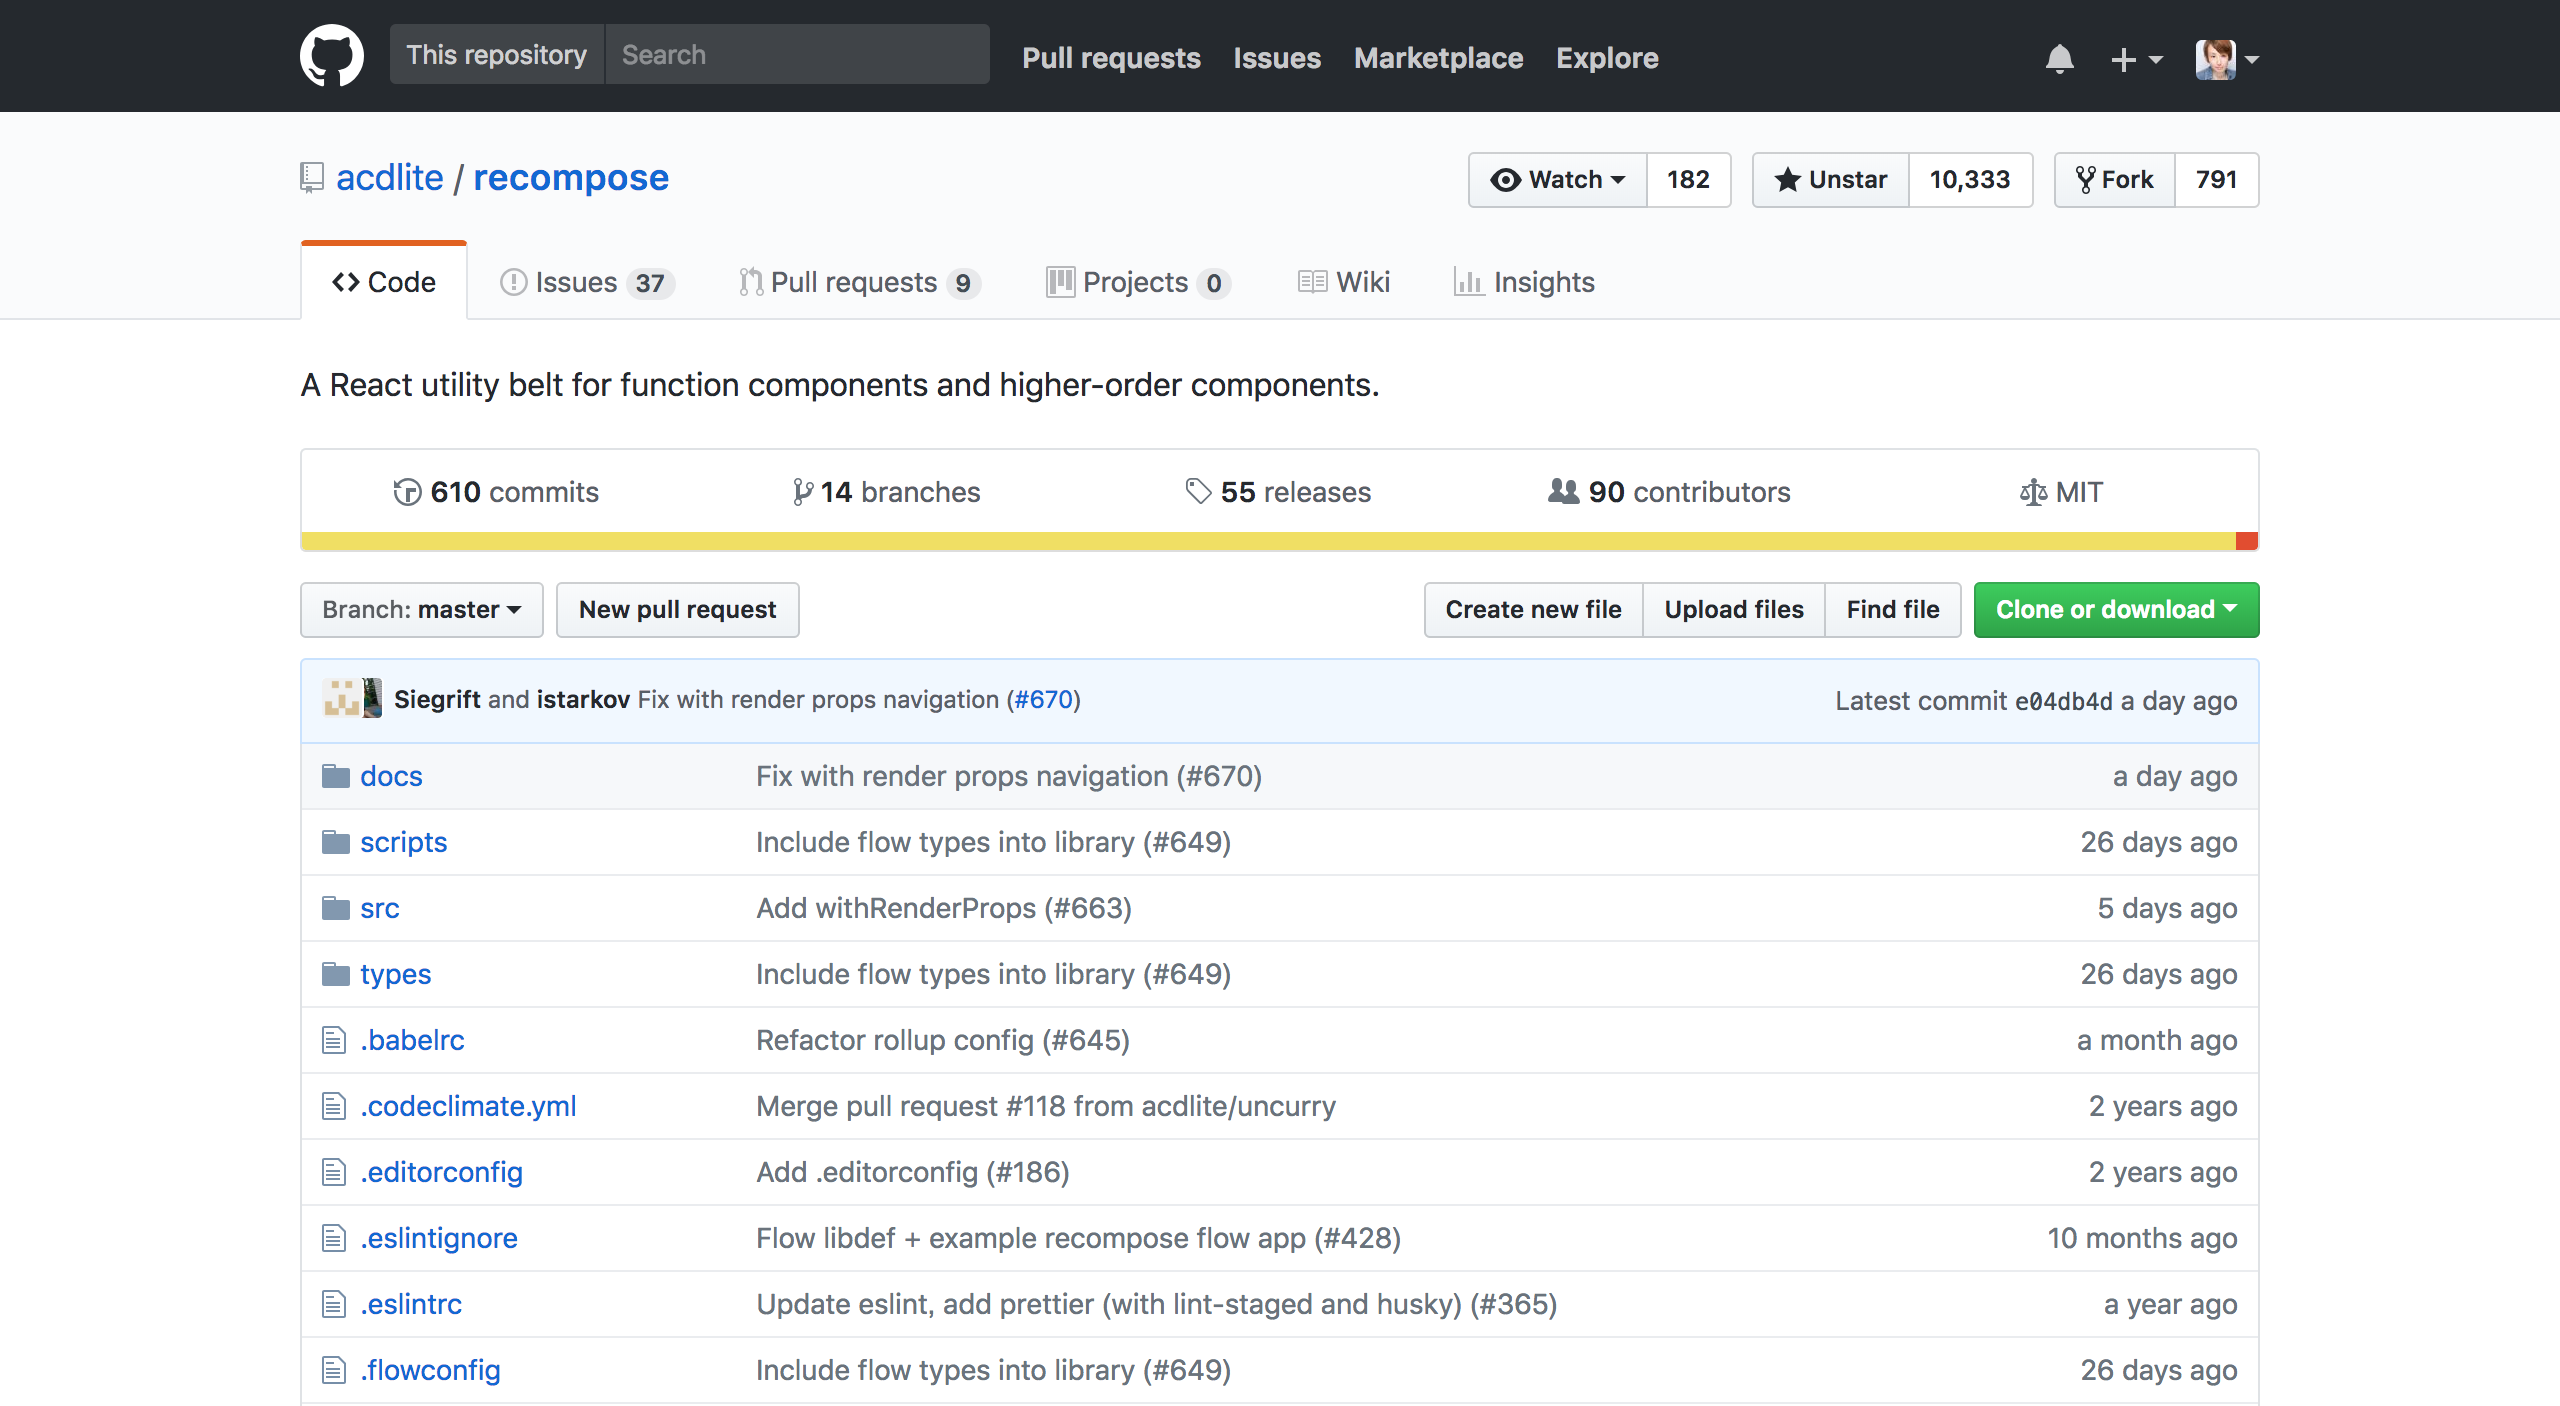 This repository Search Pull requests Issues Marketplace Explore
acdlite / recompose Watch 182 Unstar 10,333 Fork 791
Code Issues 37 Pull requests 9 Projects 0 Wiki Insights
A React utility belt for function components and higher-order components.
610 commits 14 branches 55 releases 90 contributors MIT
Branch: master New pull request Create new file Upload files Find file Clone or download
Siegrift and istarkov Fix with render props navigation (#670) Latest commit e04db4d a day ago
docs Fix with render props navigation (#670) a day ago
scripts Include flow types into library (#649) 26 days ago
src Add withRenderProps (#663) 5 days ago
types Include flow types into library (#649) 26 days ago
.babelrc Refactor rollup config (#645) a month ago
.codeclimate.yml Merge pull request #118 from acdlite/uncurry 2 years ago
.editorconfig Add .editorconfig (#186) 2 years ago
.eslintignore Flow libdef + example recompose flow app (#428) 10 months ago
.eslintrc Update eslint, add prettier (with lint-staged and husky) (#365) a year ago
.flowconfig Include flow types into library (#649) 26 days ago